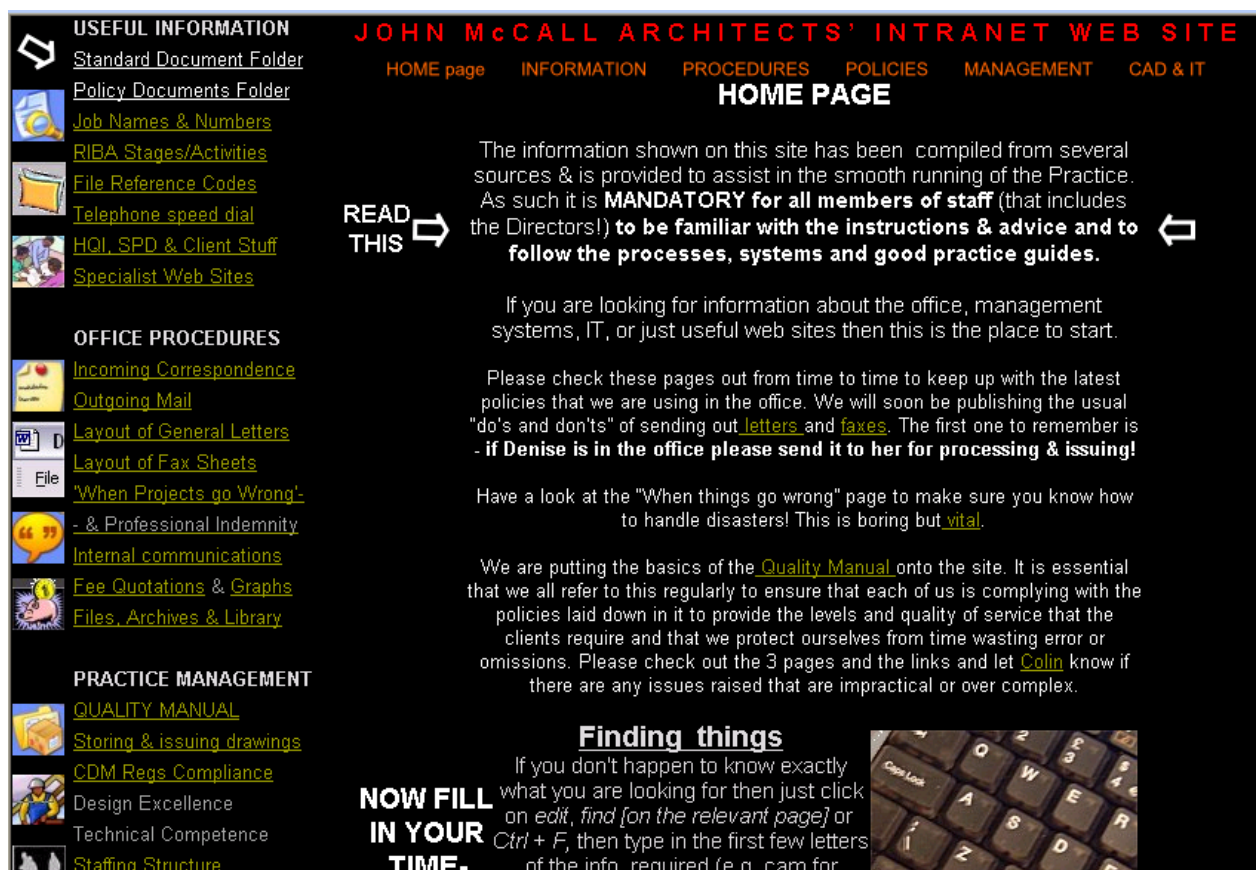 JOHN McCALL ARCHITECTS' INTRANET WEB SITE
HOME page INFORMATION PROCEDURES POLICIES MANAGEMENT CAD & IT
USEFUL INFORMATION
Standard Document Folder
Policy Documents Folder
Job Names & Numbers
RIBA Stages/Activities
File Reference Codes
Telephone speed dial
HQI, SPD & Client Stuff
Specialist Web Sites
OFFICE PROCEDURES
Incoming Correspondence
Outgoing Mail
Layout of General Letters
Layout of Fax Sheets
D
File
'When Projects go Wrong'-
- & Professional Indemnity
Internal communications
Fee Quotations & Graphs
Files, Archives & Library
PRACTICE MANAGEMENT
QUALITY MANUAL
Storing & issuing drawings
CDM Regs Compliance
Design Excellence
Technical Competence
Staffing Structure
HOME PAGE
READ
THIS
The information shown on this site has been compiled from several
sources & is provided to assist in the smooth running of the Practice.
As such it is MANDATORY for all members of staff (that includes
the Directors!) to be familiar with the instructions & advice and to
follow the processes, systems and good practice guides.
If you are looking for information about the office, management
systems, IT, or just useful web sites then this is the place to start.
Please check these pages out from time to time to keep up with the latest
policies that we are using in the office. We will soon be publishing the usual
"do's and don'ts" of sending out letters and faxes. The first one to remember is
- if Denise is in the office please send it to her for processing & issuing!
Have a look at the "When things go wrong" page to make sure you know how
to handle disasters! This is boring but vital.
We are putting the basics of the Quality Manual onto the site. It is essential
that we all refer to this regularly to ensure that each of us is complying with the
policies laid down in it to provide the levels and quality of service that the
clients require and that we protect ourselves from time wasting error or
omissions. Please check out the 3 pages and the links and let Colin know if
there are any issues raised that are impractical or over complex.
NOW FILL
IN YOUR
TIME-
Finding things
If you don't happen to know exactly
what you are looking for then just click
on edit, find [on the relevant page] or
Ctrl + F, then type in the first few letters
of the info. required (e.g. cam for
Caps Lock
Q
W
A
S
E
D
R
Z
2
£
3
$
4